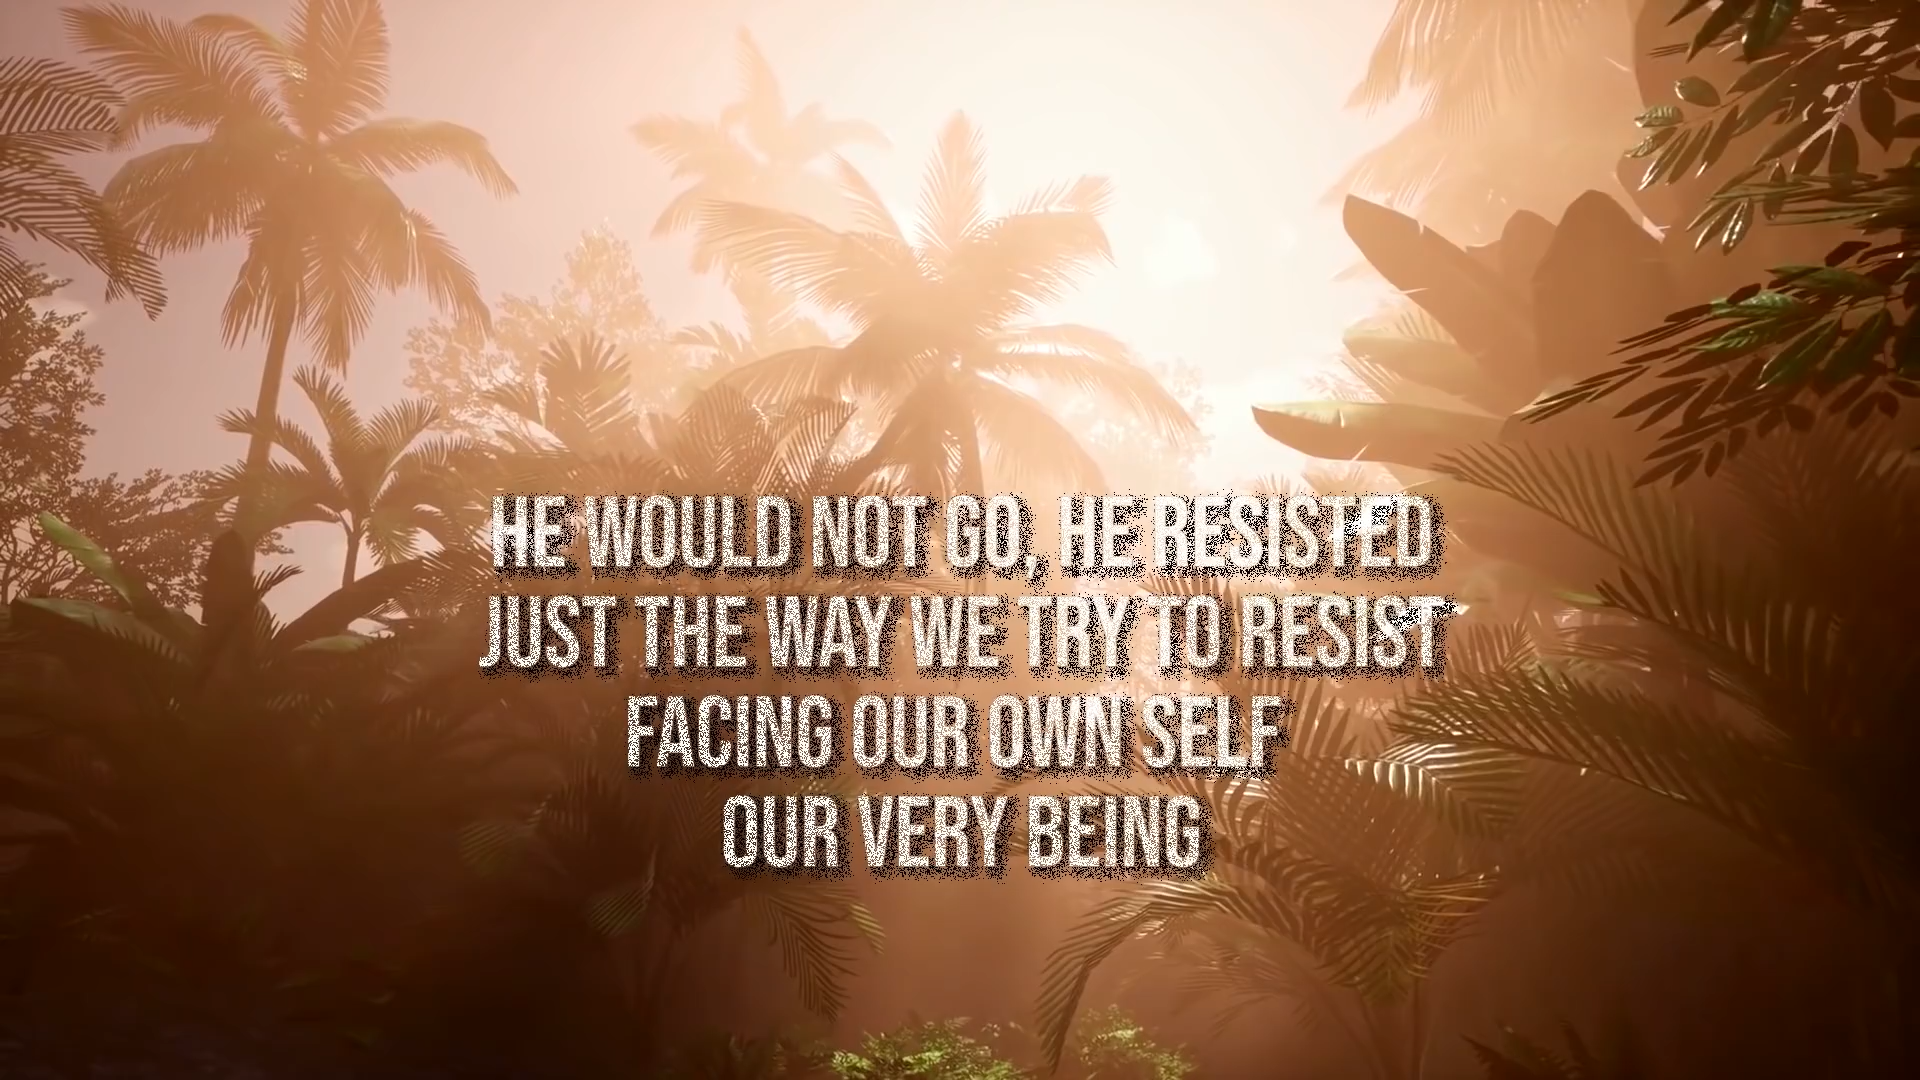 HE WOULD NOT GO, HE RESISTED
JUST THE WAY WE TRY TO RESIST
FACING OUR OWN SELF
OUR VERY BEING